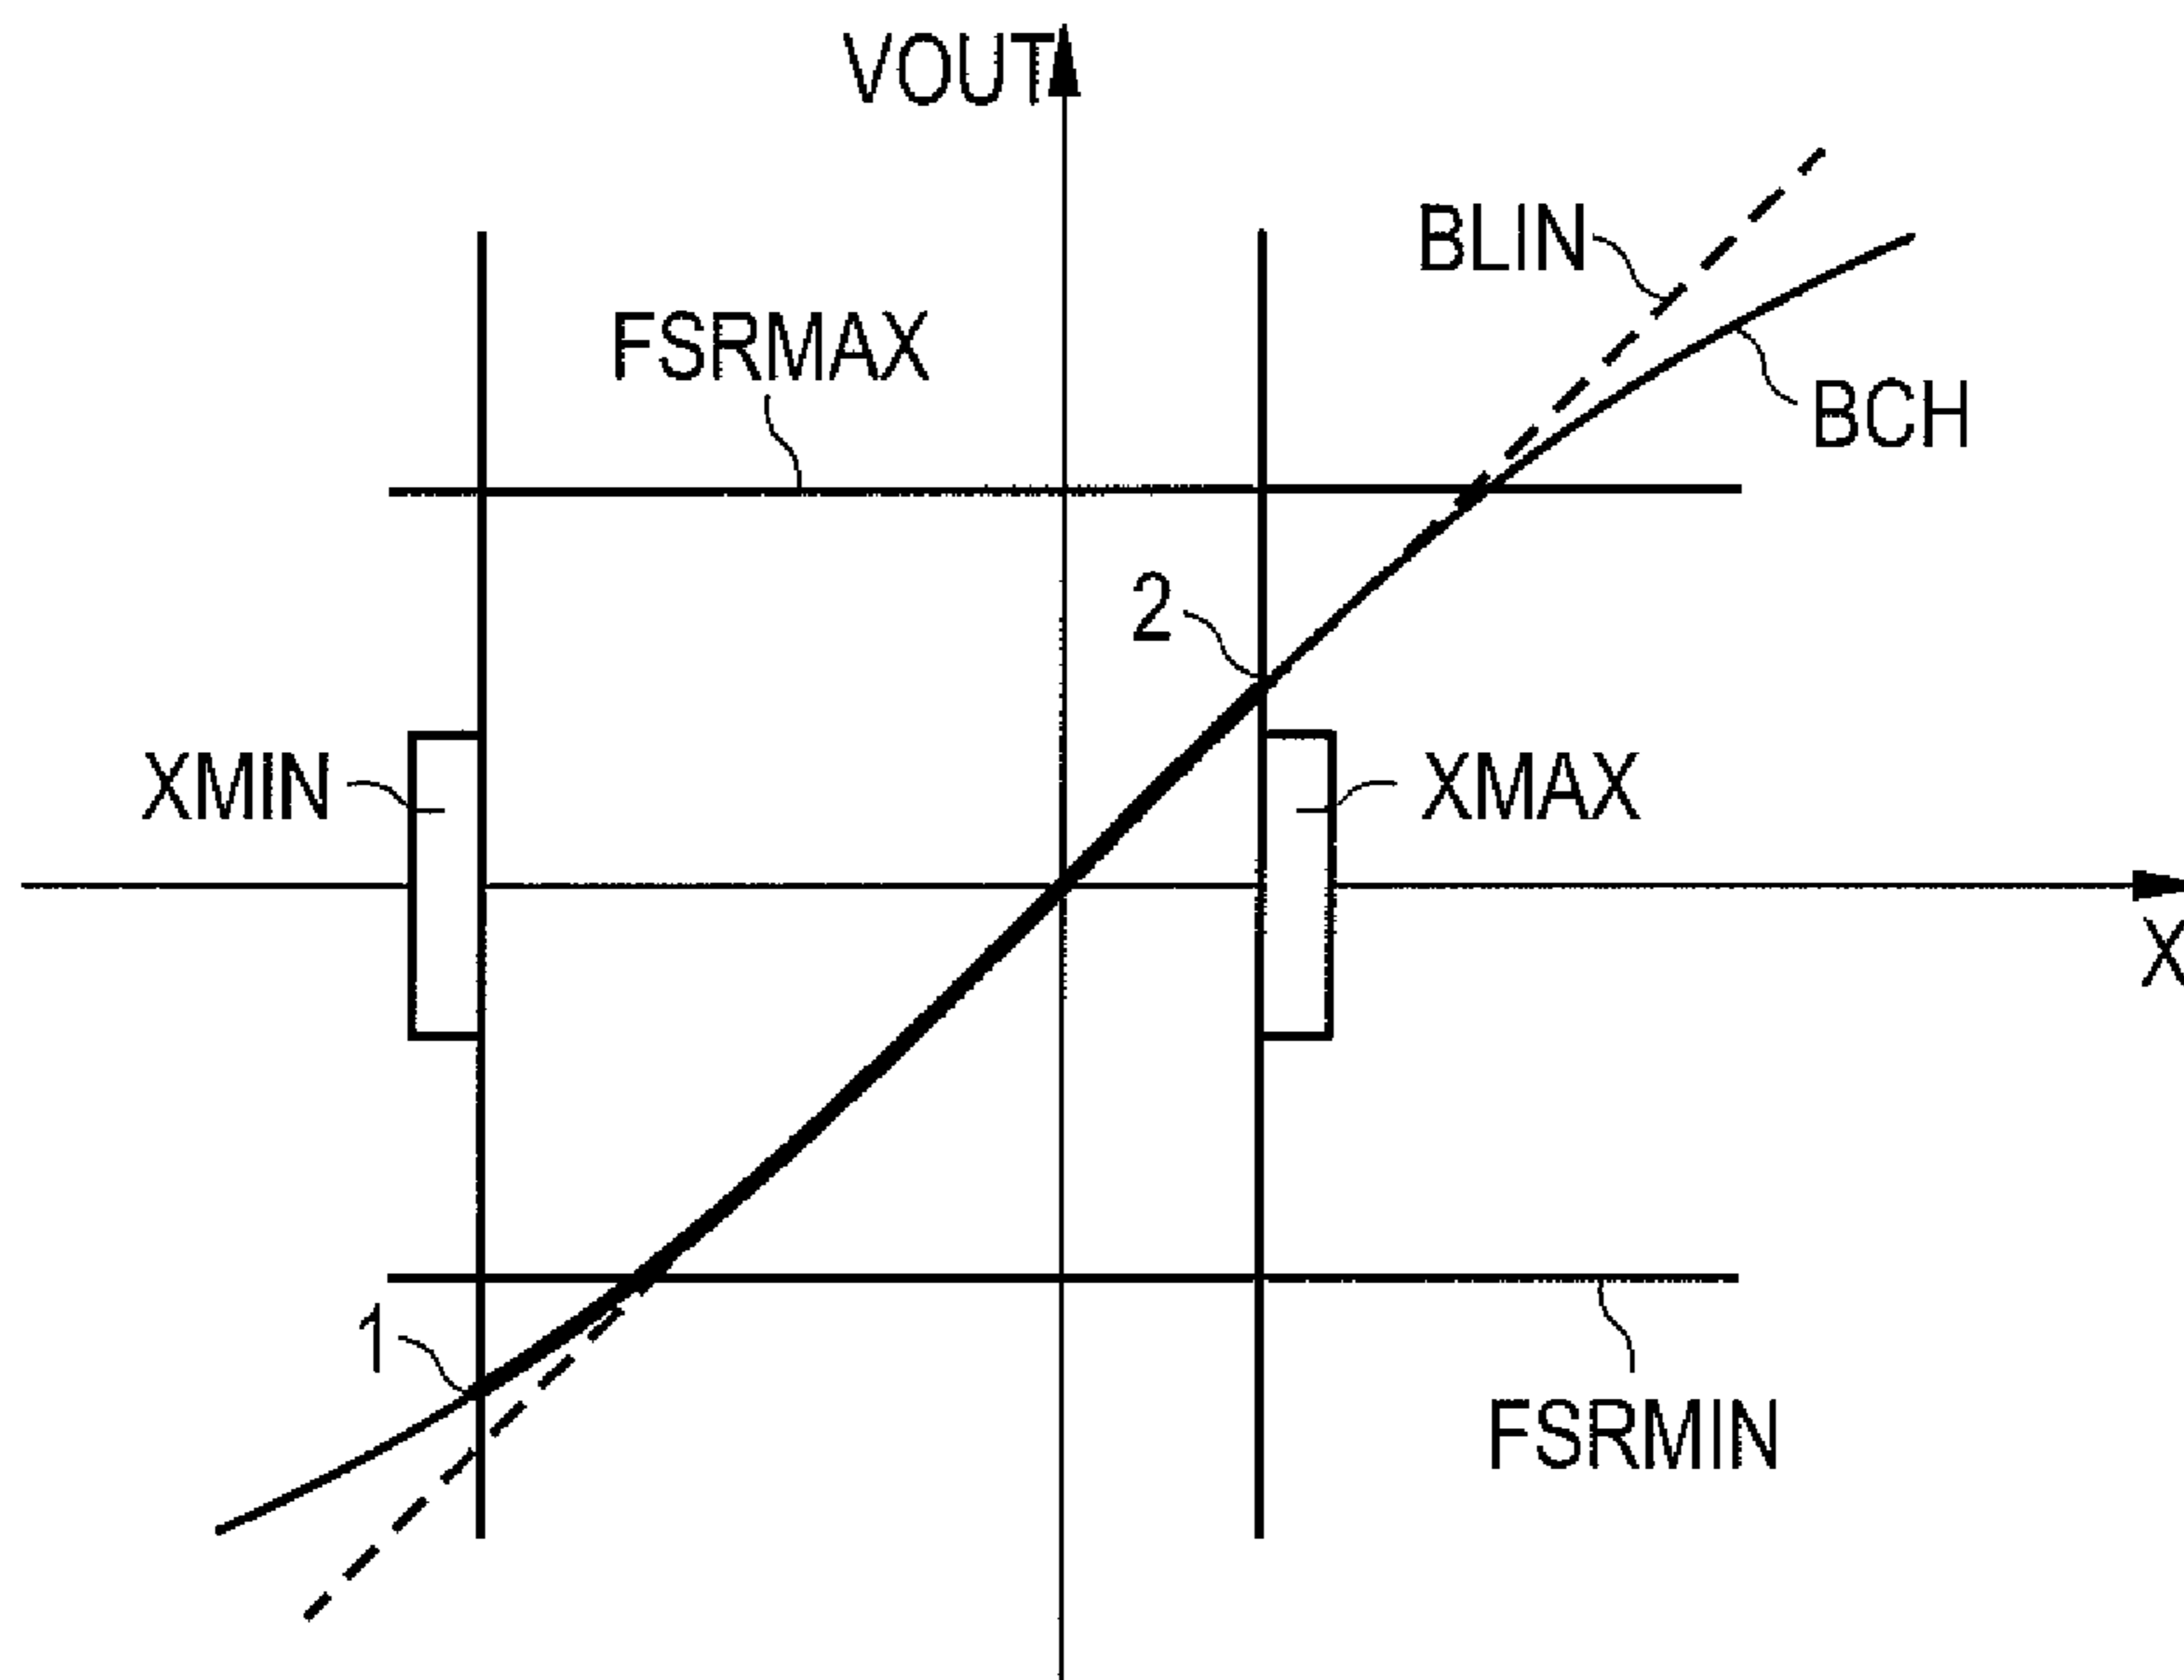 VOUT
BLIN
FSRMAX
BCH
2
XMIN
XMAX
X
1
FSRMIN